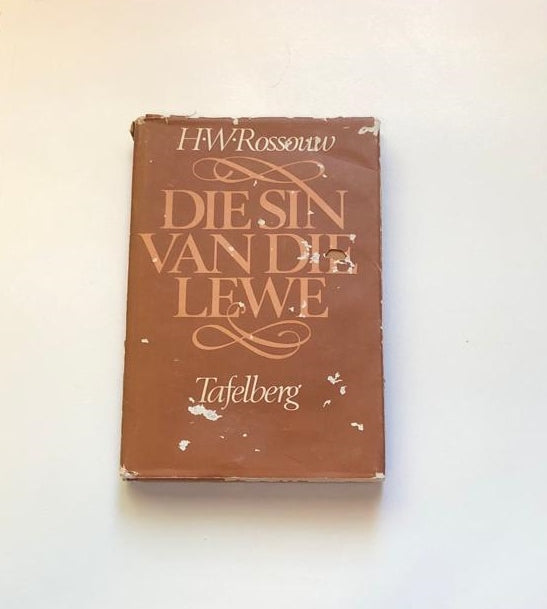 H·W·Rossouw
DIE SIN
VAN DIE
LEWE
Tafelberg